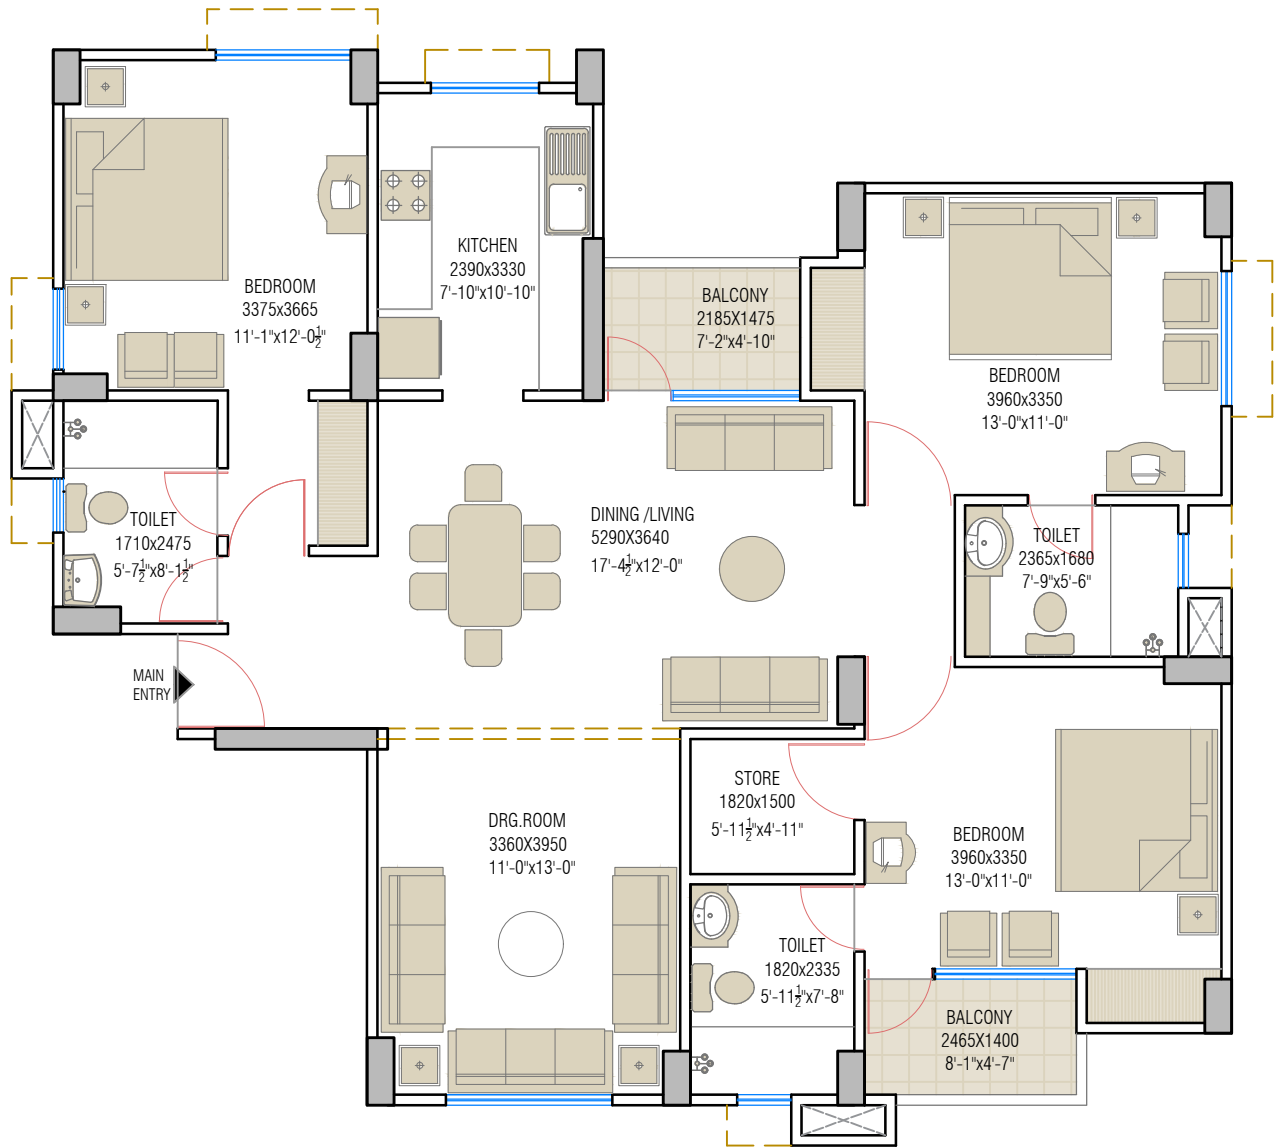 KITCHEN
2390x3330
7'-10"x10'-10"
BEDROOM
3375x3665
11'-1"x12'-0½"
BALCONY
2185X1475
7'-2"x4'-10"
BEDROOM
3960x3350
13'-0"x11'-0"
TOILET
1710x2475
5'-7½"x8'-1½"
DINING /LIVING
5290X3640
17'-4½"x12'-0"
TOILET
2365x1680
7'-9"x5'-6"
MAIN
ENTRY
STORE
1820x1500
5'-11½"x4'-11"
DRG.ROOM
3360X3950
11'-0"x13'-0"
BEDROOM
3960x3350
13'-0"x11'-0"
TOILET
1820x2335
5'-11½"x7'-8"
BALCONY
2465X1400
8'-1"x4'-7"